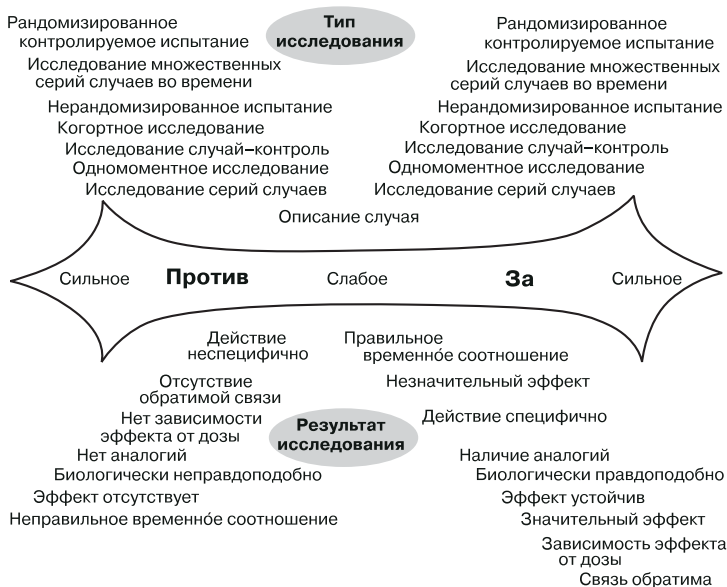 Тип
исследования
Рандомизированное
контролируемое испытание
Исследование множественных
серий случаев во времени
Нерандомизированное испытание
Когортное исследование
Исследование случай–контроль
Одномоментное исследование
Исследование серий случаев
Рандомизированное
контролируемое испытание
Исследование множественных
серий случаев во времени
Нерандомизированное испытание
Когортное исследование
Исследование случай–контроль
Одномоментное исследование
Исследование серий случаев
Описание случая
Сильное Против Слабое За Сильное
Действие
неспецифично
Отсутствие
обратимой связи
Нет зависимости
эффекта от дозы
Нет аналогий
Биологически неправдоподобно
Эффект отсутствует
Неправильное временнóе соотношение
Результат
исследования
Правильное
временнóе соотношение
Незначительный эффект
Действие специфично
Наличие аналогий
Биологически правдоподобно
Эффект устойчив
Значительный эффект
Зависимость эффекта
от дозы
Связь обратима